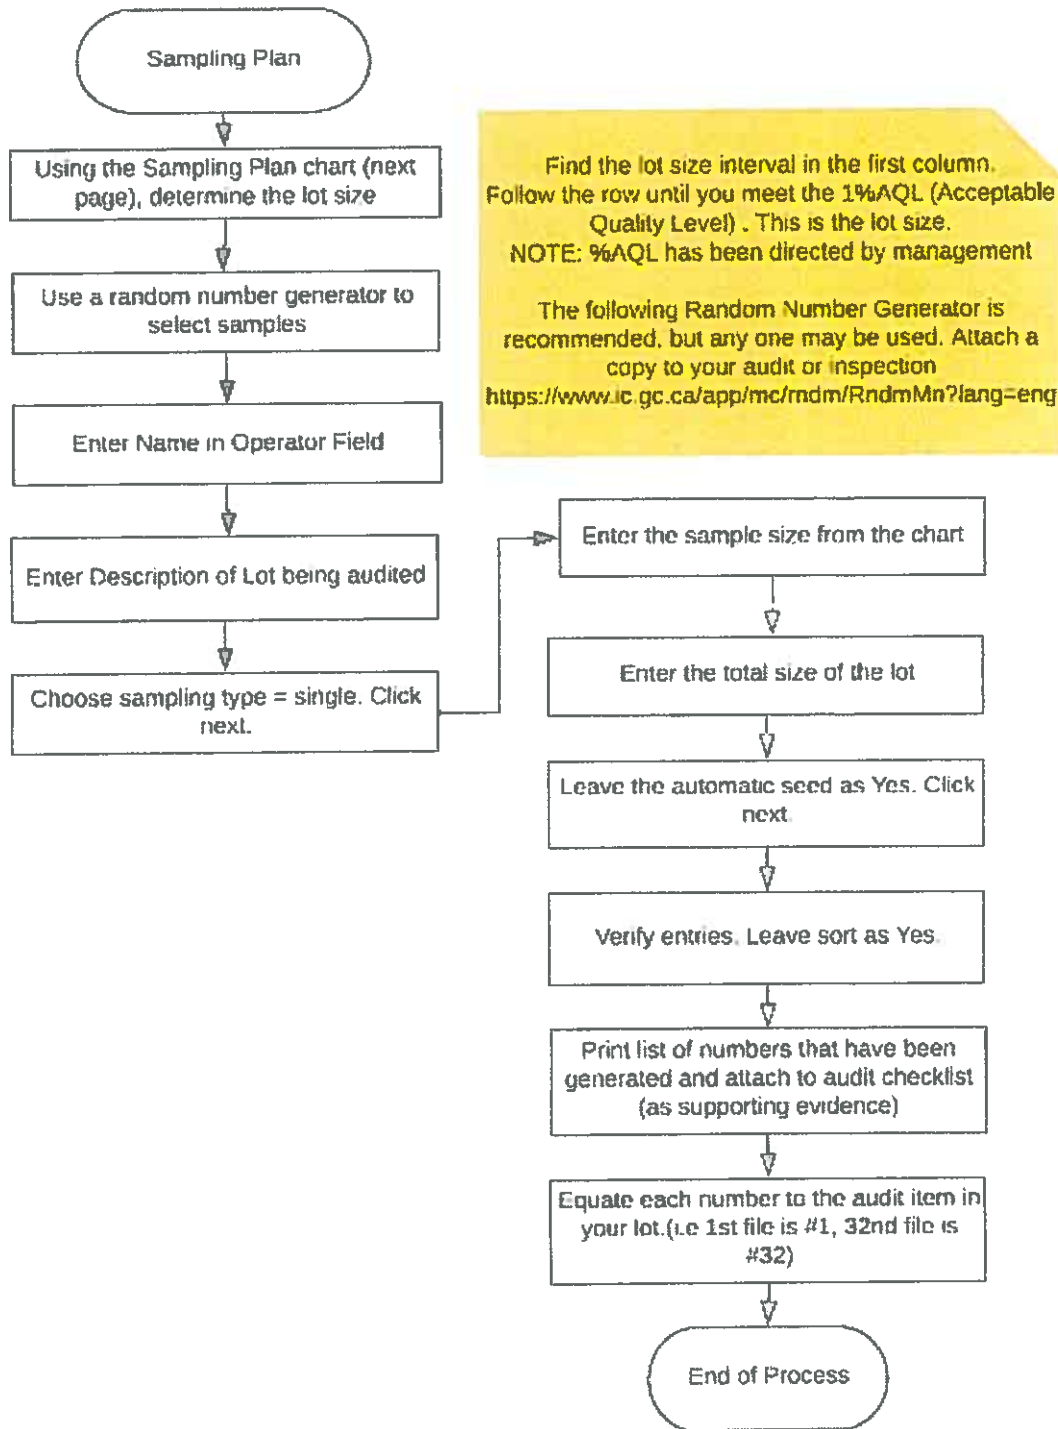 Sampling Plan
Using the Sampling Plan chart (next
page), determine the lot size
Use a random number generator to
select samples
Enter Name in Operator Field
Enter Description of Lot being audited
Choose sampling type = single. Click
next.
Find the lot size interval in the first column.
Follow the row until you meet the 1%AQL (Acceptable
Quality Level) . This is the lot size.
NOTE: %AQL has been directed by management
The following Random Number Generator is
recommended, but any one may be used. Attach a
copy to your audit or inspection
https://www.ic.gc.ca/app/mc/rndm/RndmMn?lang=eng
Enter the sample size from the chart
Enter the total size of the lot
Leave the automatic seed as Yes. Click
next.
Verify entries. Leave sort as Yes.
Print list of numbers that have been
generated and attach to audit checklist
(as supporting evidence)
Equate each number to the audit item in
your lot.(i.e 1st file is #1, 32nd file is
#32)
End of Process